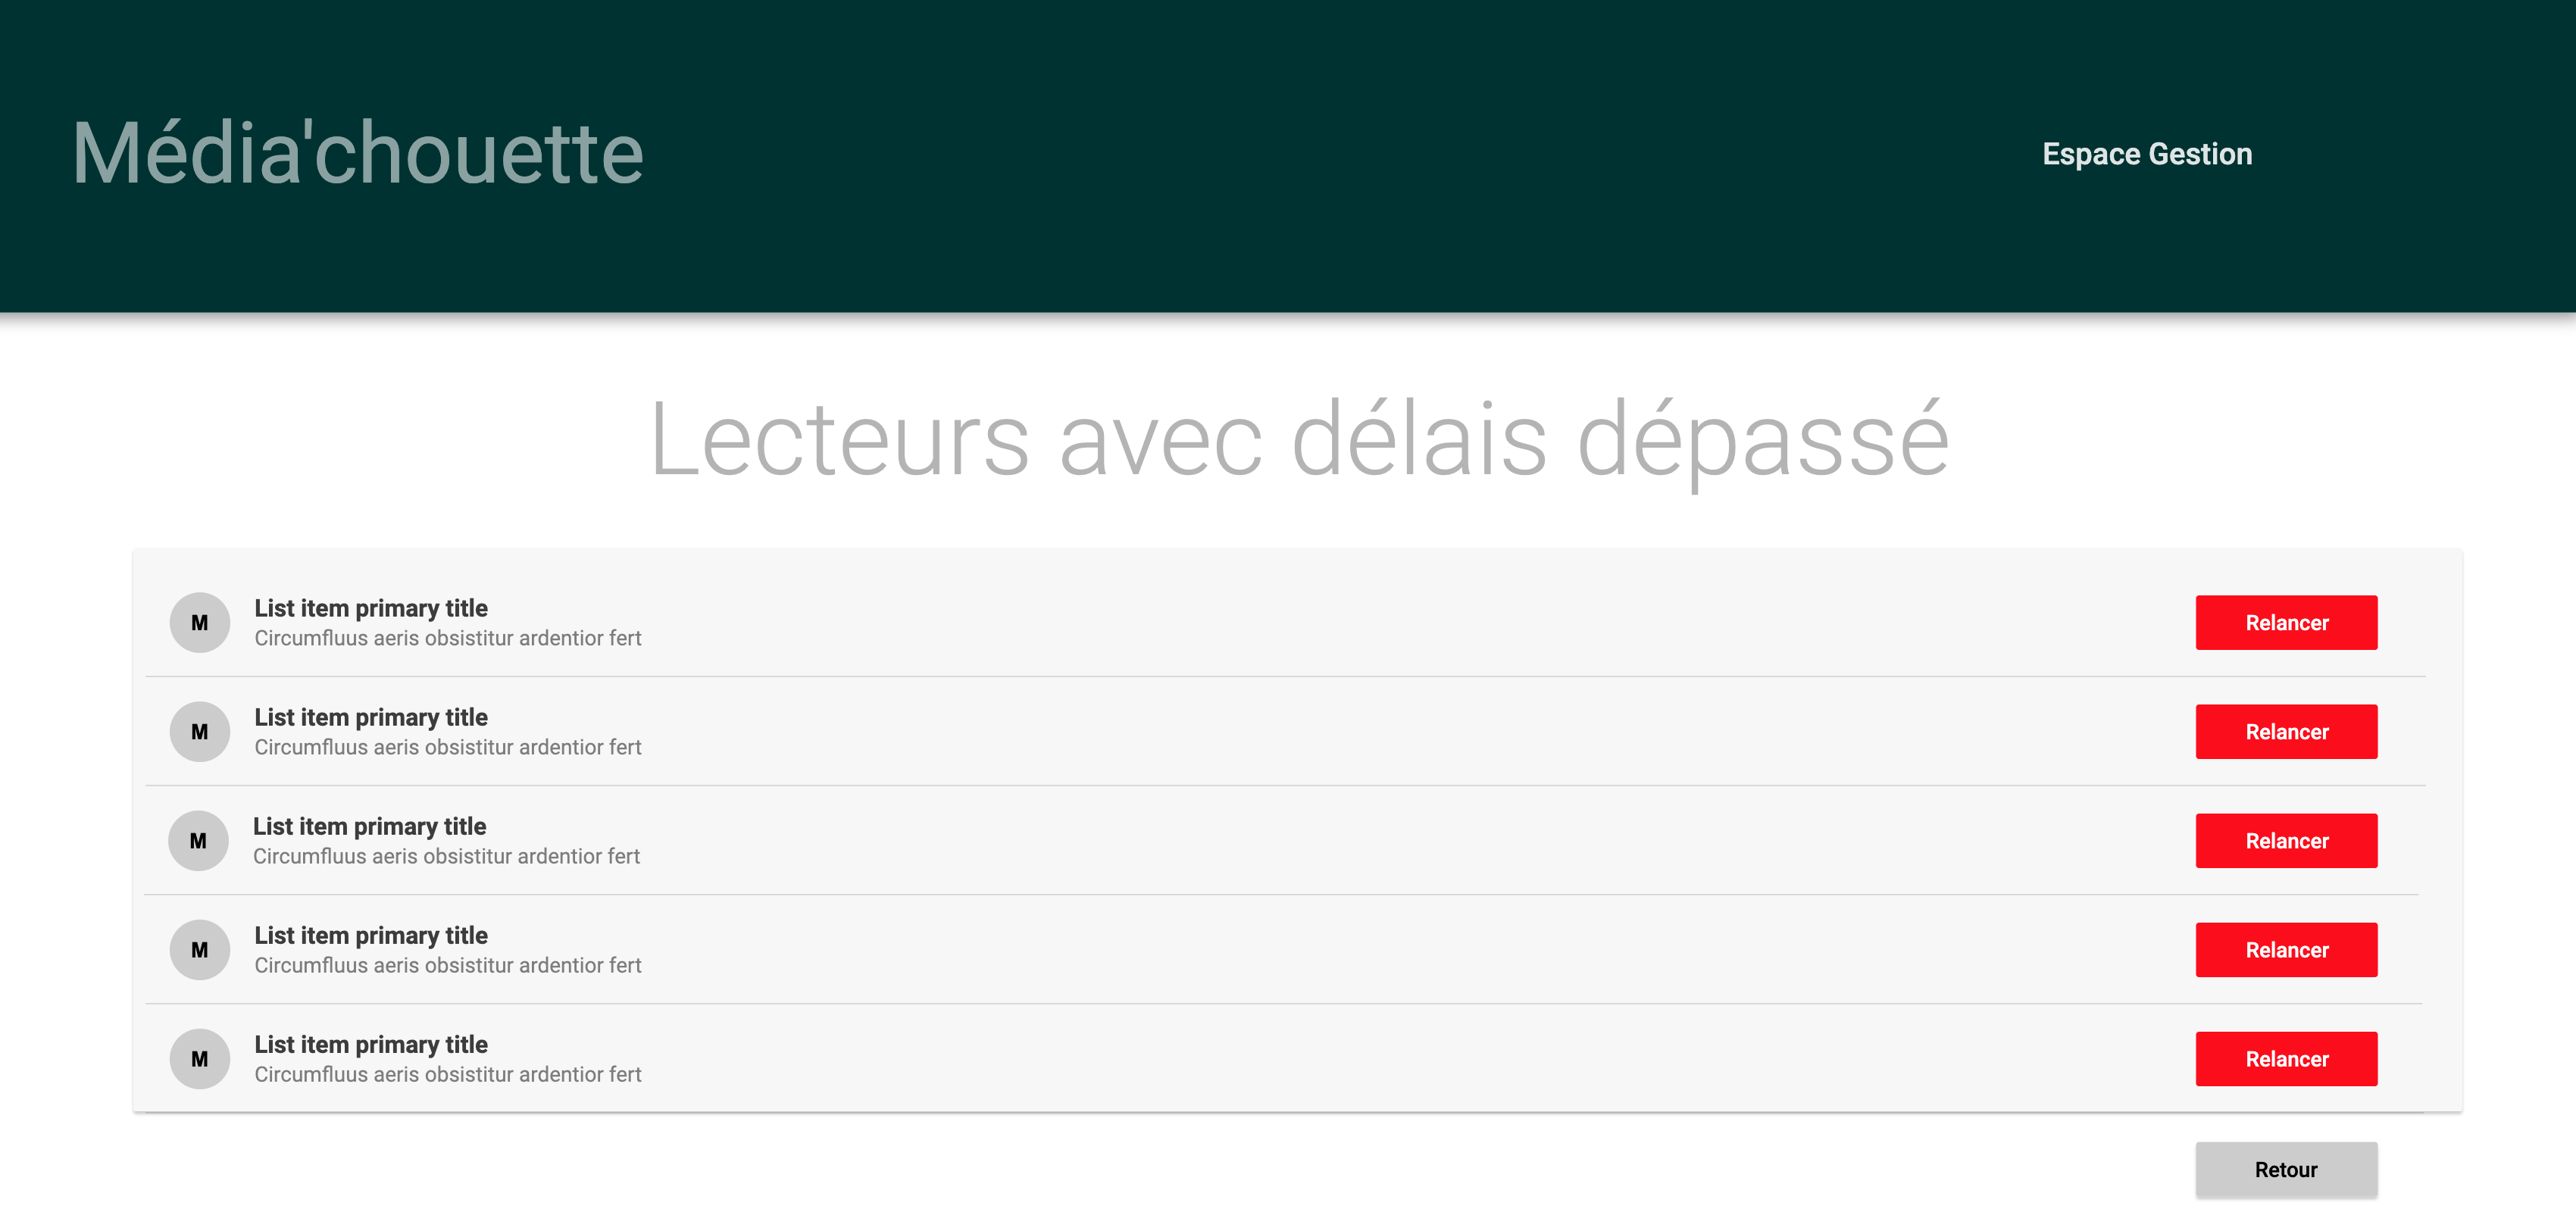 Média'chouette
Espace Gestion
Lecteurs avec délais dépassé
M
List item primary title
Circumfluus aeris obsistitur ardentior fert
Relancer
M
List item primary title
Circumfluus aeris obsistitur ardentior fert
Relancer
M
List item primary title
Circumfluus aeris obsistitur ardentior fert
Relancer
M
List item primary title
Circumfluus aeris obsistitur ardentior fert
Relancer
M
List item primary title
Circumfluus aeris obsistitur ardentior fert
Relancer
Retour